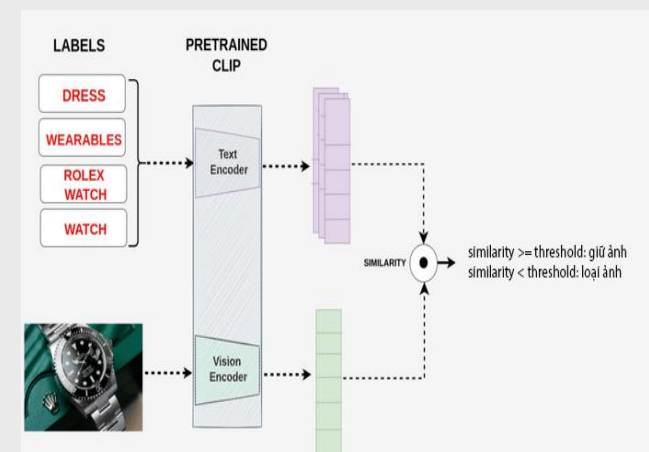 LABELS
PRETRAINED
CLIP
DRESS
WEARABLES
ROLEX
WATCH
WATCH
Text
Encoder
SIMILARITY
similarity >= threshold: giữ ảnh
similarity < threshold: loại ảnh
Vision
Encoder